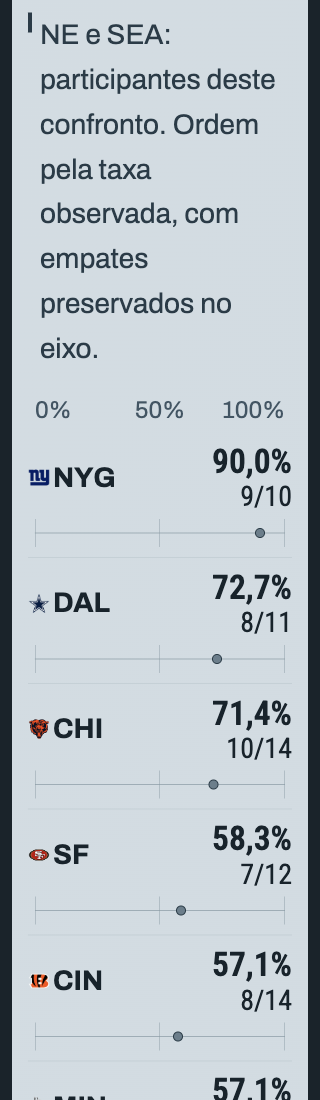 NE e SEA:
participantes deste
confronto. Ordem
pela taxa
observada, com
empates
preservados no
eixo.
0% 50% 100%
ny NYG 90,0%
9/10
DAL 72,7%
8/11
CHI 71,4%
10/14
SF 58,3%
7/12
CIN 57,1%
8/14
MIN 57,1%